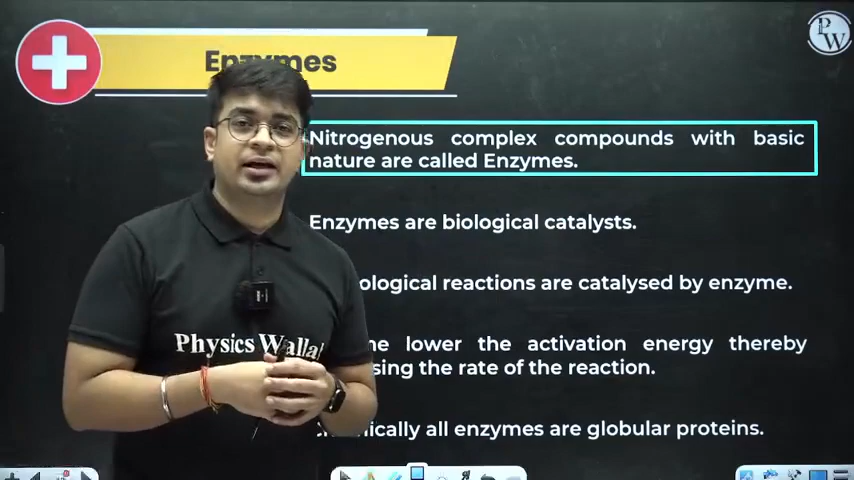 PW
Enzymes
Nitrogenous complex compounds with basic
nature are called Enzymes.
Enzymes are biological catalysts.
ological reactions are catalysed by enzyme.
me lower the activation energy thereby
sing the rate of the reaction.
ically all enzymes are globular proteins.
Physics Walla